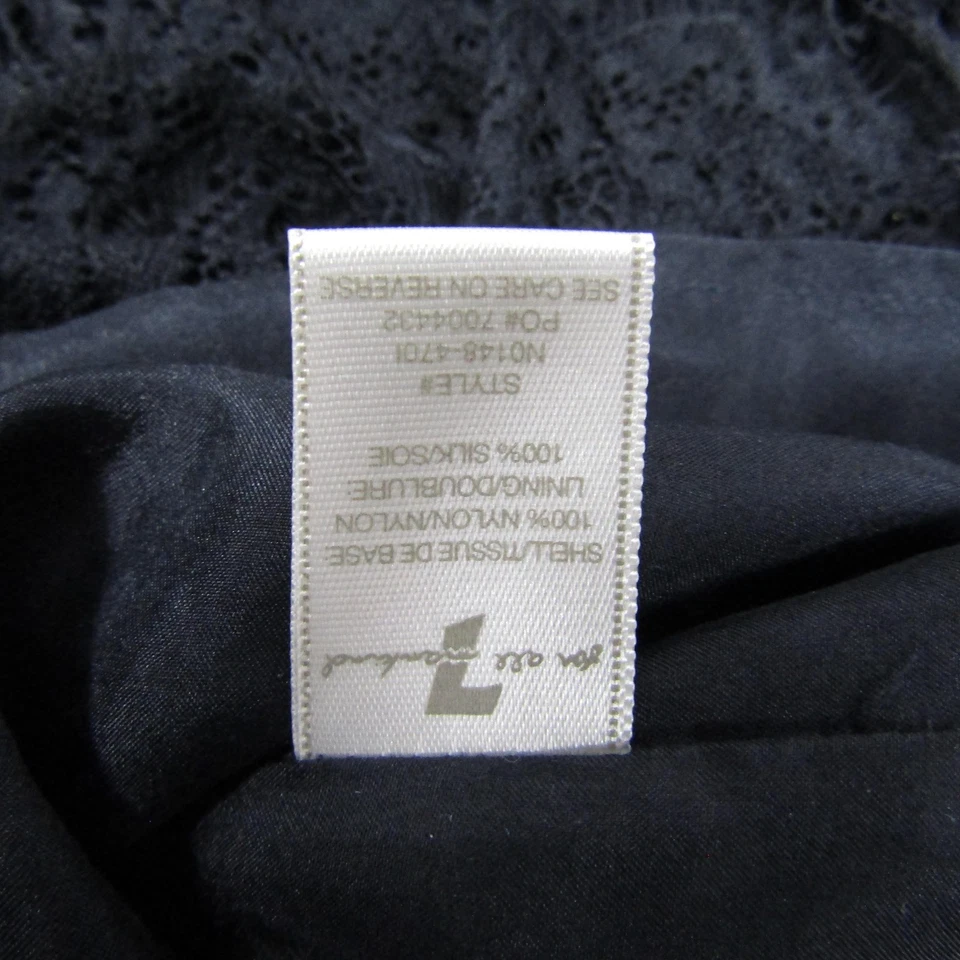 7
for all mankind
SHELL/TISSUE DE BASE:
100% NYLON/NYLON
LINING/DOUBLURE:
100% SILK/SOIE
STYLE#
N0148-470I
PO# 7004432
SEE CARE ON REVERSE